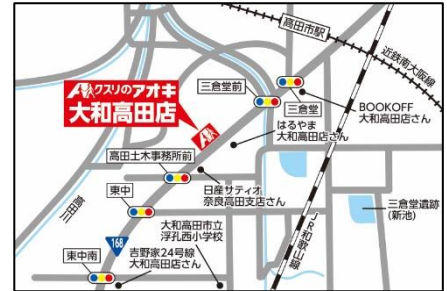 高田市駅
近鉄南大阪線
クスリのアオキ
大和高田店
三倉堂前
三倉堂
BOOKOFF
大和高田店さん
はるやま
大和高田店さん
高田土木事務所前
日産サティオ
奈良高田支店さん
高田川
東中
大和高田市立
浮孔西小学校
三倉堂遺跡
(新池)
JR和歌山線
168
東中南
吉野家24号線
大和高田店さん